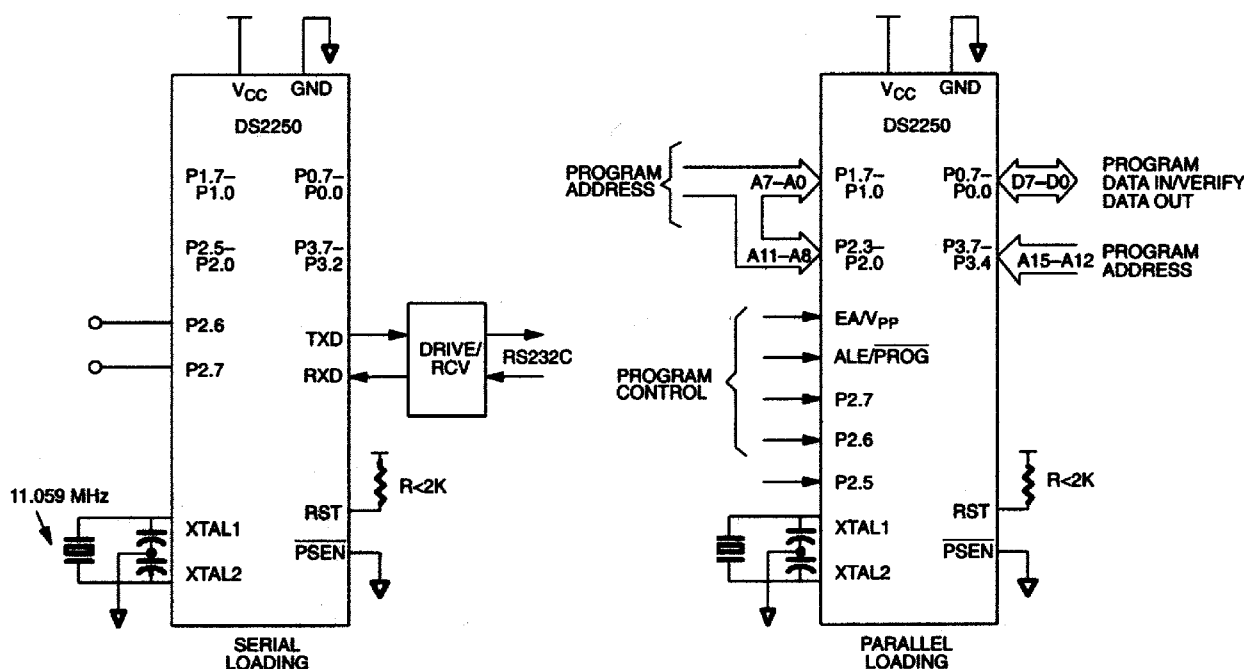 VCC
GND
DS2250
P1.7–
P1.0
P0.7–
P0.0
P2.5–
P2.0
P3.7–
P3.2
P2.6
P2.7
TXD
RXD
DRIVE/
RCV
RS232C
R<2K
RST
PSEN
11.059 MHz
XTAL1
XTAL2
SERIAL
LOADING
VCC
GND
DS2250
PROGRAM
ADDRESS
A7–A0
P1.7–
P1.0
P0.7–
P0.0
D7–D0
PROGRAM
DATA IN/VERIFY
DATA OUT
A11–A8
P2.3–
P2.0
P3.7–
P3.4
A15–A12
PROGRAM
ADDRESS
PROGRAM
CONTROL
EA/VPP
ALE/PROG
P2.7
P2.6
P2.5
R<2K
RST
PSEN
XTAL1
XTAL2
PARALLEL
LOADING